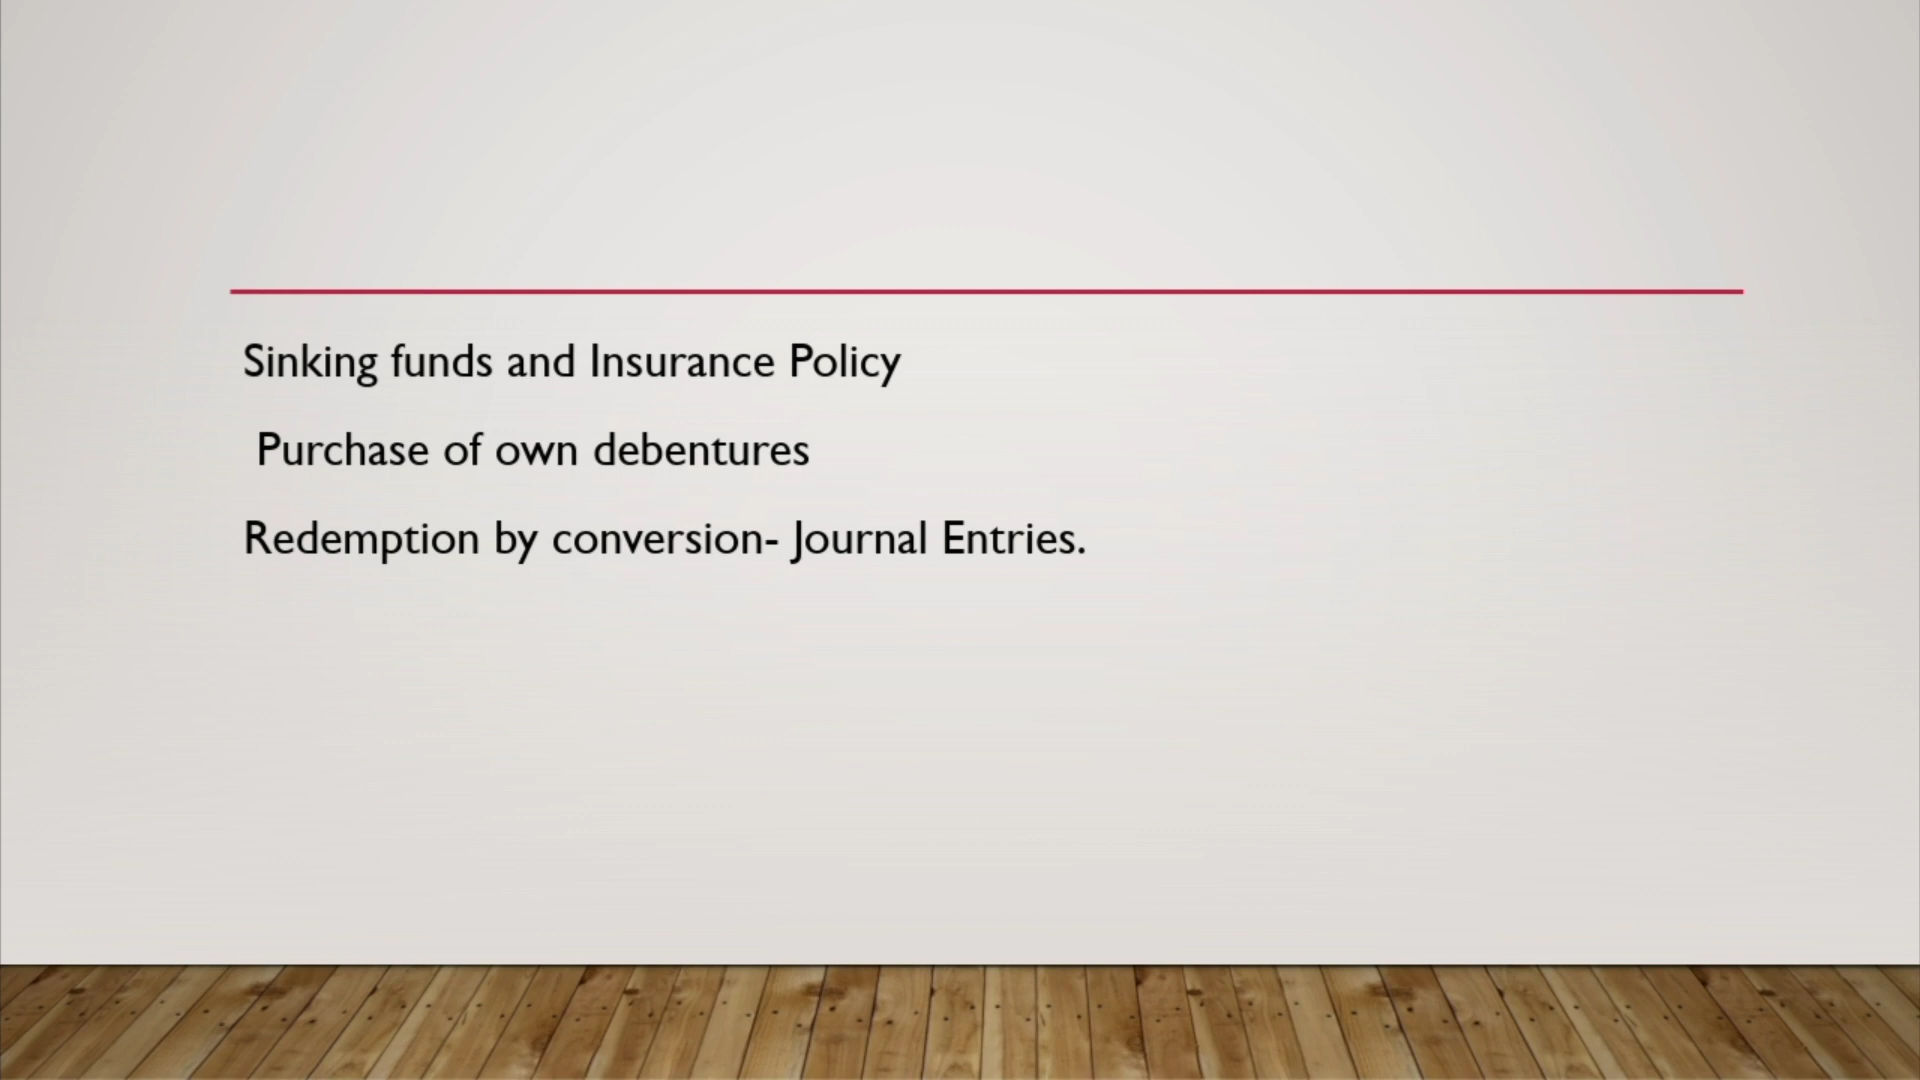 Sinking funds and Insurance Policy
Purchase of own debentures
Redemption by conversion- Journal Entries.